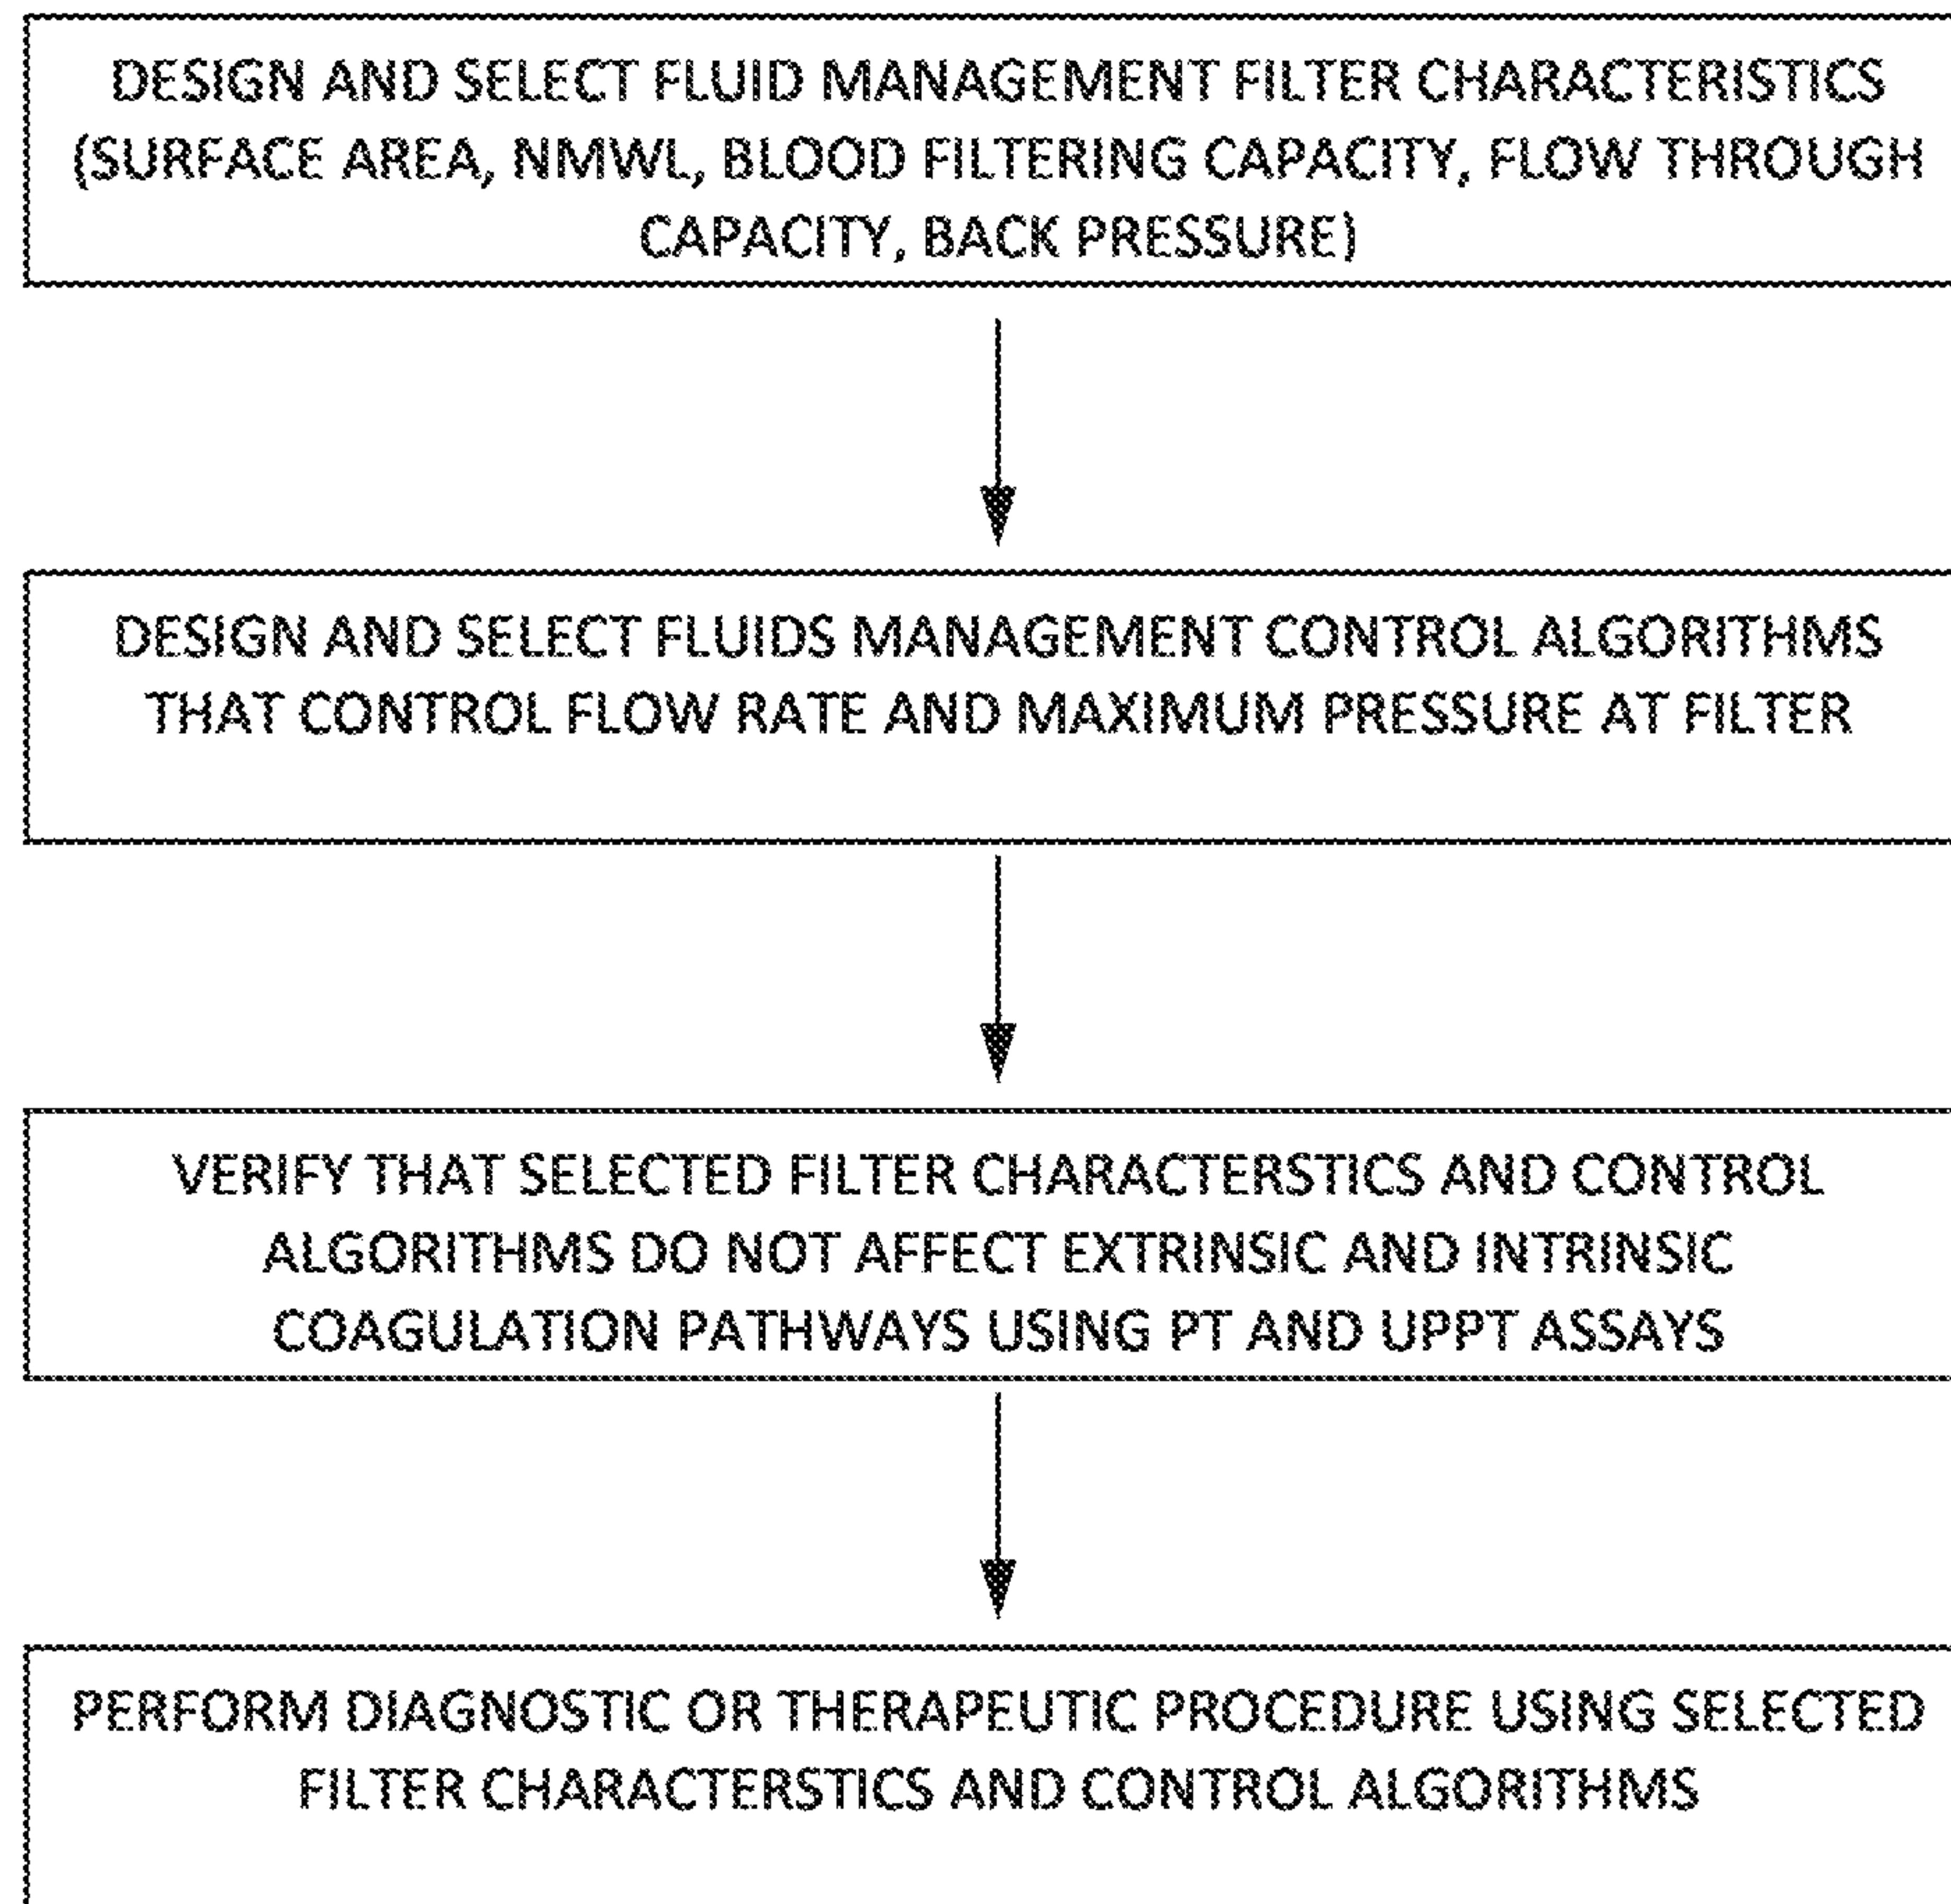 DESIGN AND SELECT FLUID MANAGEMENT FILTER CHARACTERISTICS
(SURFACE AREA, NMWL, BLOOD FILTERING CAPACITY, FLOW THROUGH
CAPACITY, BACK PRESSURE)
DESIGN AND SELECT FLUIDS MANAGEMENT CONTROL ALGORITHMS
THAT CONTROL FLOW RATE AND MAXIMUM PRESSURE AT FILTER
VERIFY THAT SELECTED FILTER CHARACTERSTICS AND CONTROL
ALGORITHMS DO NOT AFFECT EXTRINSIC AND INTRINSIC
COAGULATION PATHWAYS USING PT AND UPPT ASSAYS
PERFORM DIAGNOSTIC OR THERAPEUTIC PROCEDURE USING SELECTED
FILTER CHARACTERSTICS AND CONTROL ALGORITHMS